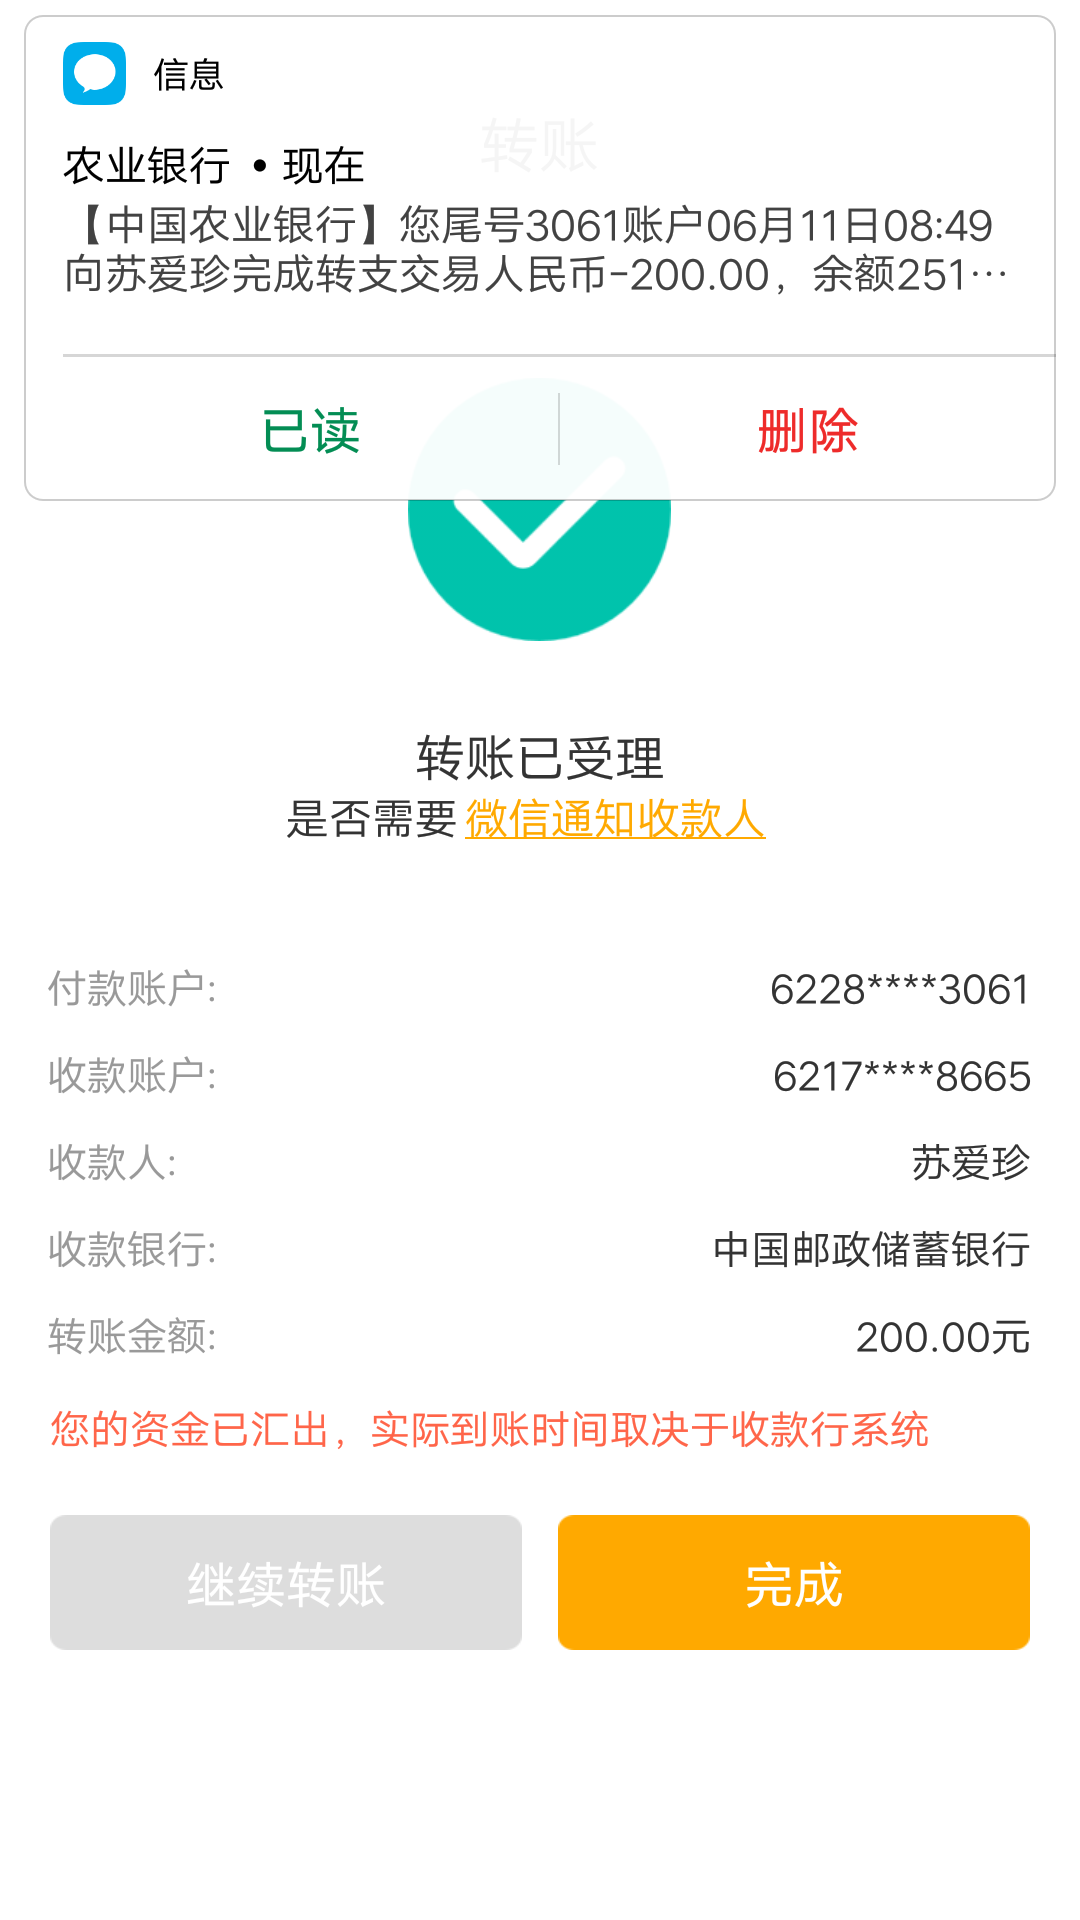 信息
转账
农业银行 • 现在
【中国农业银行】您尾号3061账户06月11日08:49
向苏爱珍完成转支交易人民币-200.00，余额251…
已读
删除
转账已受理
是否需要 微信通知收款人
付款账户: 6228****3061
收款账户: 6217****8665
收款人: 苏爱珍
收款银行: 中国邮政储蓄银行
转账金额: 200.00元
您的资金已汇出，实际到账时间取决于收款行系统
继续转账 完成